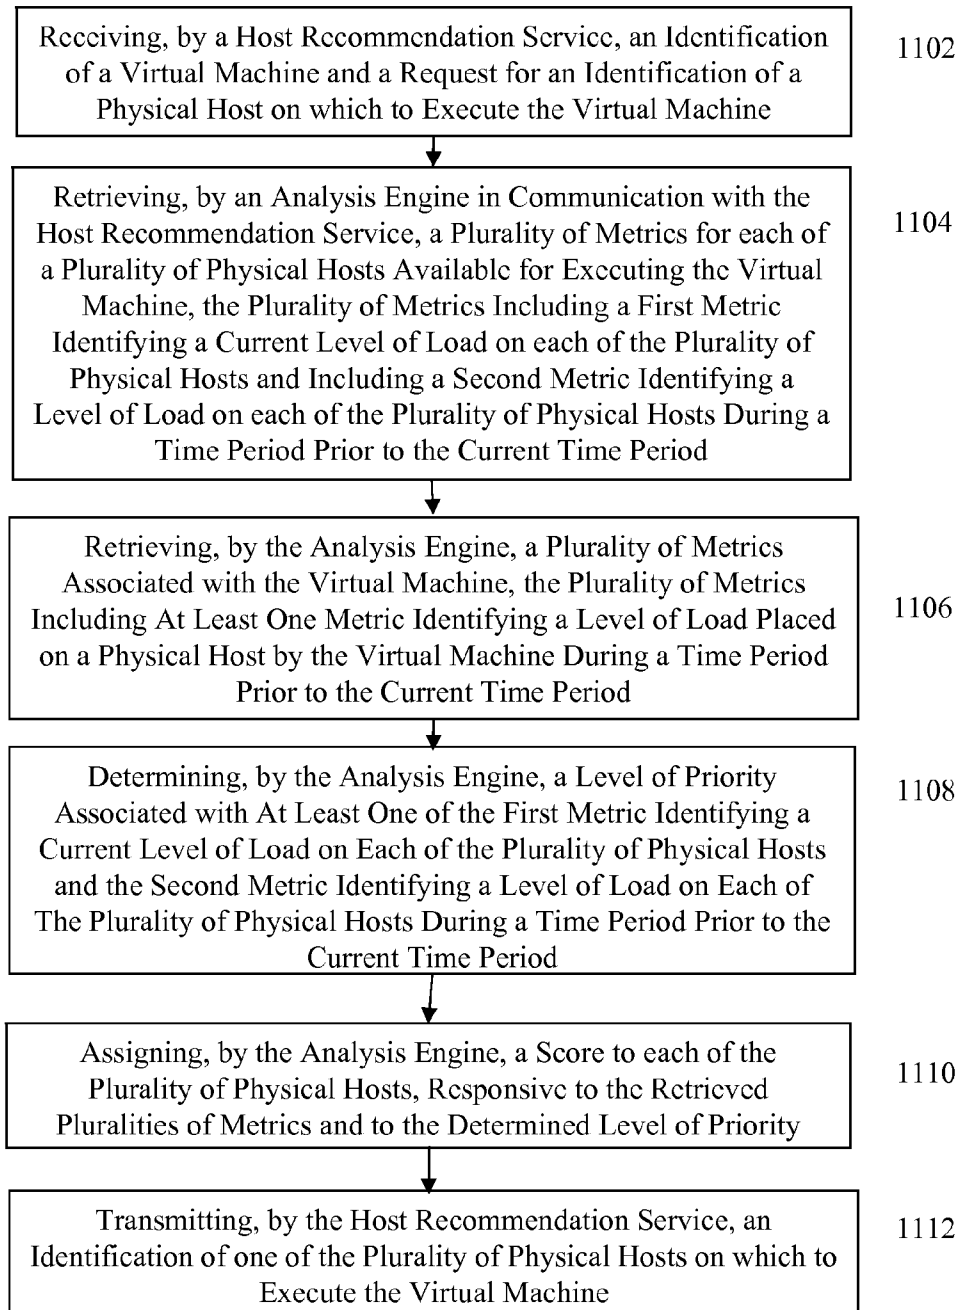 Receiving, by a Host Recommendation Service, an Identification
of a Virtual Machine and a Request for an Identification of a
Physical Host on which to Execute the Virtual Machine
1102
Retrieving, by an Analysis Engine in Communication with the
Host Recommendation Service, a Plurality of Metrics for each of
a Plurality of Physical Hosts Available for Executing the Virtual
Machine, the Plurality of Metrics Including a First Metric
Identifying a Current Level of Load on each of the Plurality of
Physical Hosts and Including a Second Metric Identifying a
Level of Load on each of the Plurality of Physical Hosts During a
Time Period Prior to the Current Time Period
1104
Retrieving, by the Analysis Engine, a Plurality of Metrics
Associated with the Virtual Machine, the Plurality of Metrics
Including At Least One Metric Identifying a Level of Load Placed
on a Physical Host by the Virtual Machine During a Time Period
Prior to the Current Time Period
1106
Determining, by the Analysis Engine, a Level of Priority
Associated with At Least One of the First Metric Identifying a
Current Level of Load on Each of the Plurality of Physical Hosts
and the Second Metric Identifying a Level of Load on Each of
The Plurality of Physical Hosts During a Time Period Prior to the
Current Time Period
1108
Assigning, by the Analysis Engine, a Score to each of the
Plurality of Physical Hosts, Responsive to the Retrieved
Pluralities of Metrics and to the Determined Level of Priority
1110
Transmitting, by the Host Recommendation Service, an
Identification of one of the Plurality of Physical Hosts on which to
Execute the Virtual Machine
1112